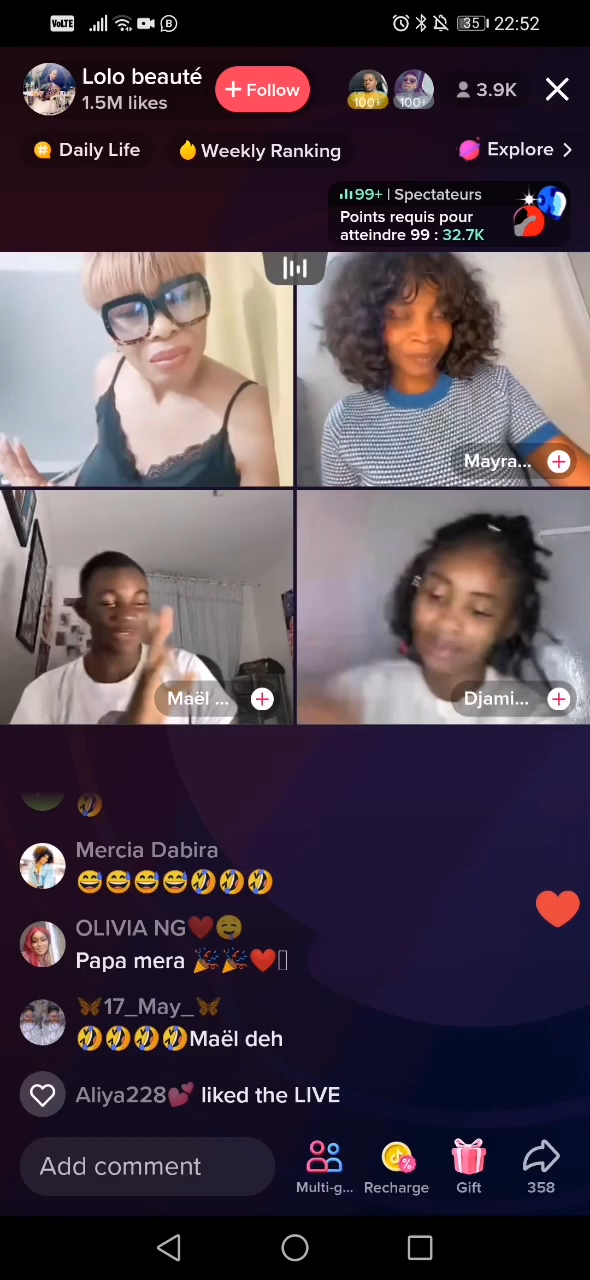 VoLTE 35 22:52
Lolo beauté
1.5M likes
+ Follow
100+ 100+
3.9K
Daily Life
Weekly Ranking
Explore >
99+ | Spectateurs
Points requis pour
atteindre 99 : 32.7K
Mayra...
Maël ...
Djami...
🤣
Mercia Dabira
😅😅😅😅🤣🤣🤣
OLIVIA NG❤️🤤
Papa mera 🎉🎉❤️
🦋17_May_🦋
🤣🤣🤣🤣Maël deh
Aliya228💕 liked the LIVE
Add comment
Multi-g...
Recharge
Gift
358